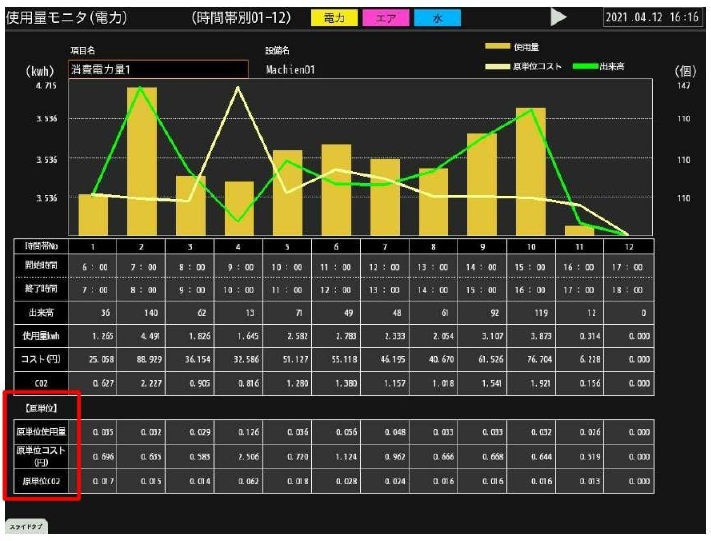 使用量モニタ(電力) (時間帯別01-12) 電力 エア 水 2021.04.12 16:16
項目名 設備名 使用量
(kwh) 消費電力量1 Machien01 原単位コスト 出来高 (個)
4.715 147
3.536 110
3.536 110
3.536 110
時間帯No 1 2 3 4 5 6 7 8 9 10 11 12
開始時間 6:00 7:00 8:00 9:00 10:00 11:00 12:00 13:00 14:00 15:00 16:00 17:00
終了時間 7:00 8:00 9:00 10:00 11:00 12:00 13:00 14:00 15:00 16:00 17:00 18:00
出来高 36 140 62 13 71 49 48 61 92 119 12 0
使用量kwh 1.265 4.491 1.826 1.645 2.582 2.783 2.333 2.054 3.107 3.873 0.314 0.000
コスト(円) 25.058 88.929 36.154 32.586 51.127 55.118 46.195 40.670 61.526 76.704 6.228 0.000
CO2 0.627 2.227 0.905 0.816 1.280 1.380 1.157 1.018 1.541 1.921 0.156 0.000
【原単位】
原単位使用量 0.035 0.032 0.029 0.126 0.036 0.056 0.048 0.033 0.033 0.032 0.026 0.000
原単位コスト(円) 0.696 0.635 0.583 2.506 0.720 1.124 0.962 0.666 0.668 0.644 0.519 0.000
原単位CO2 0.017 0.015 0.014 0.062 0.018 0.028 0.024 0.016 0.016 0.016 0.013 0.000
スライドタブ